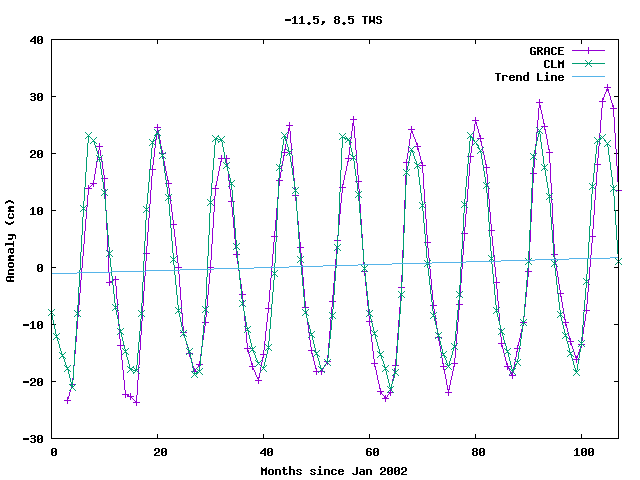 -11.5, 8.5 TWS
GRACE
CLM
Trend Line
40
30
20
10
0
-10
-20
-30
Anomaly (cm)
0 20 40 60 80 100
Months since Jan 2002